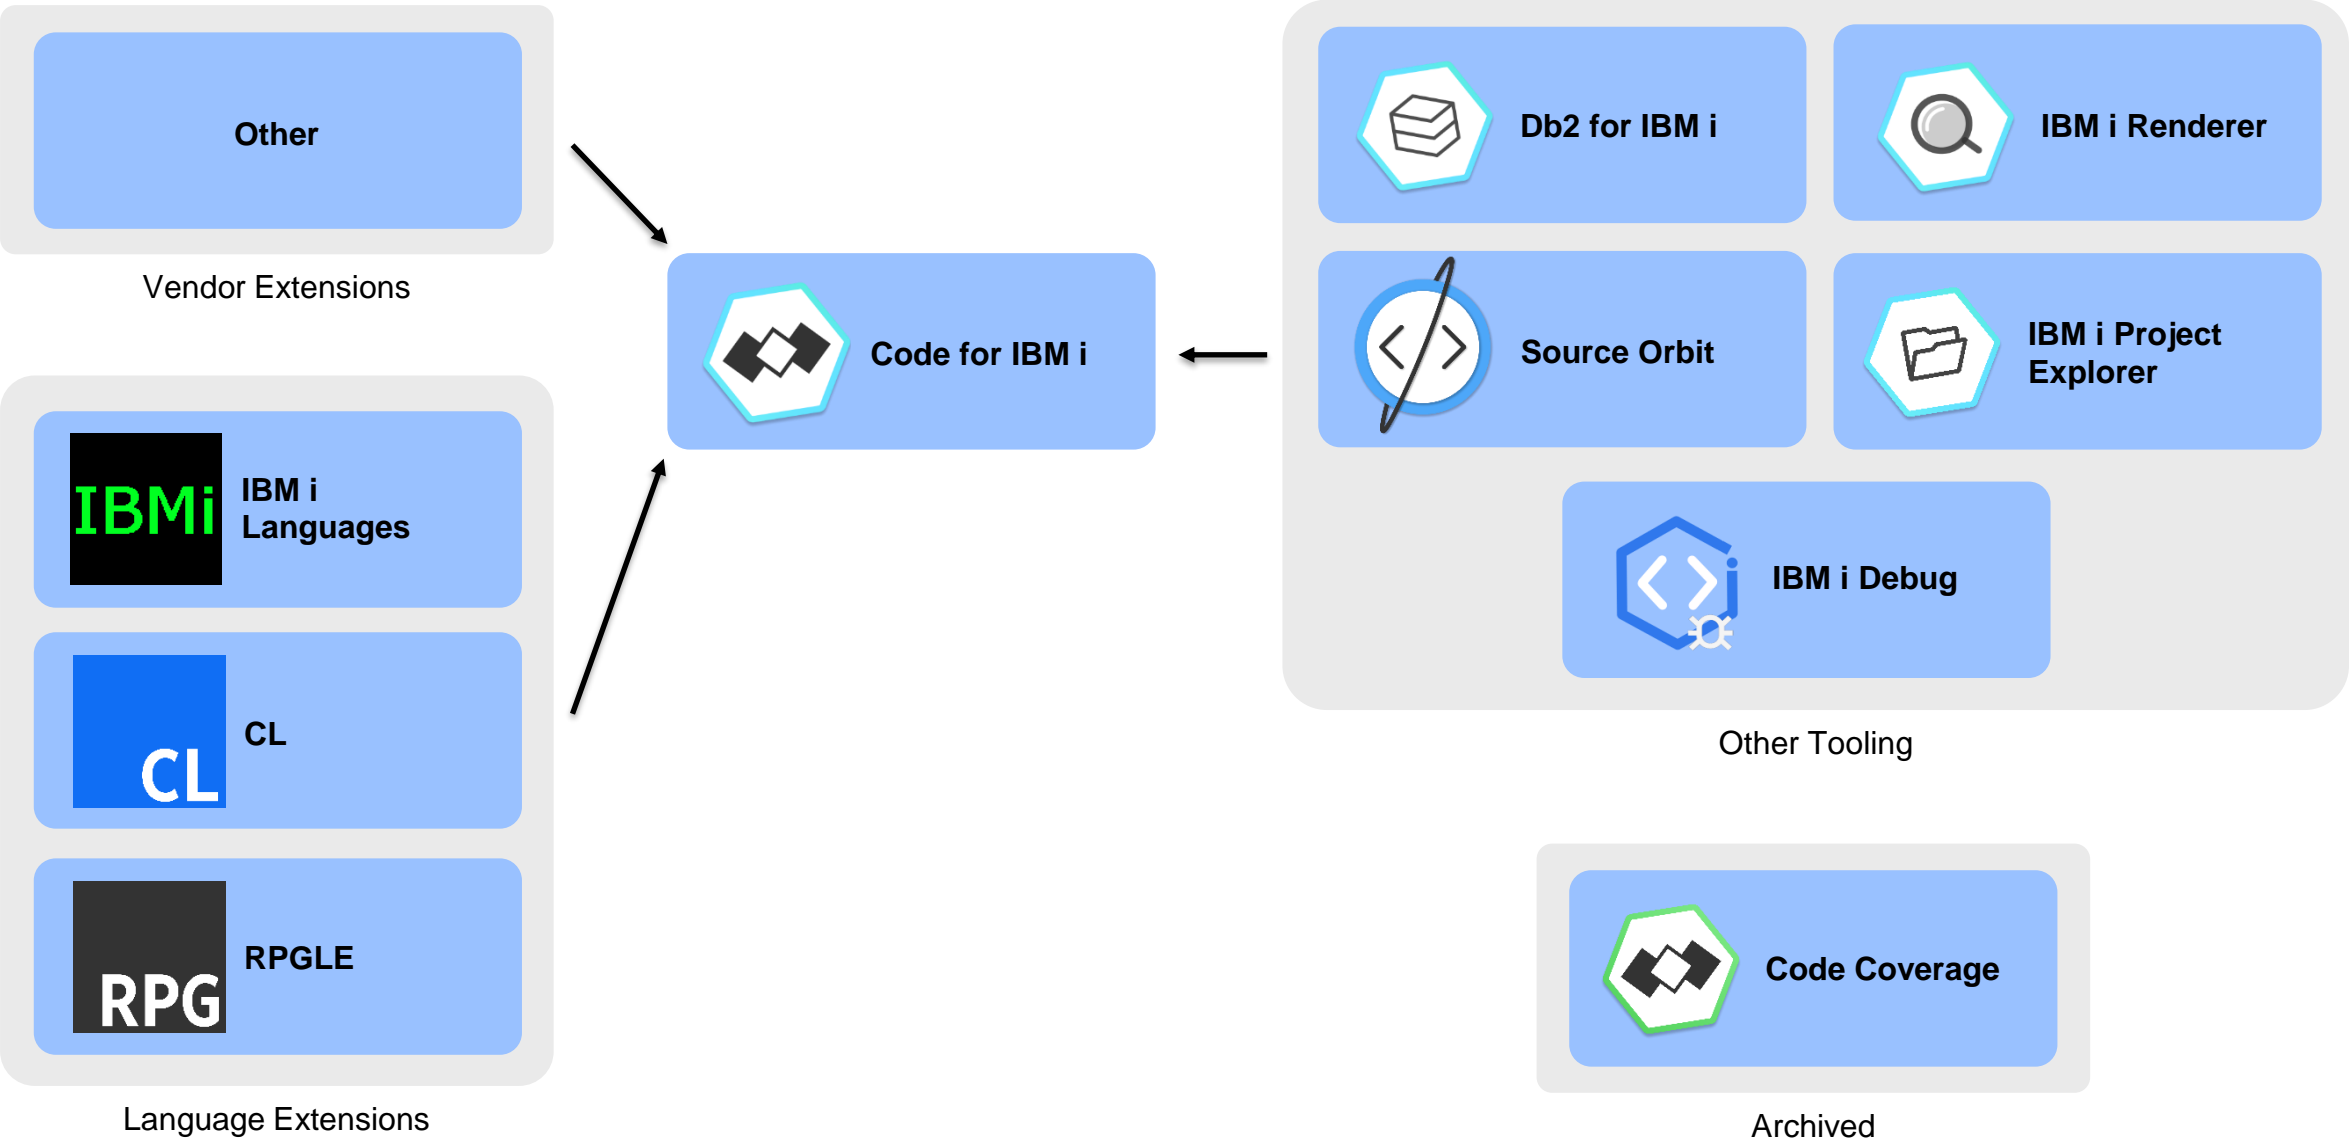 Other
Vendor Extensions
IBMi
IBM i
Languages
CL
CL
RPG
RPGLE
Language Extensions
Code for IBM i
Db2 for IBM i
IBM i Renderer
Source Orbit
IBM i Project
Explorer
IBM i Debug
Other Tooling
Code Coverage
Archived